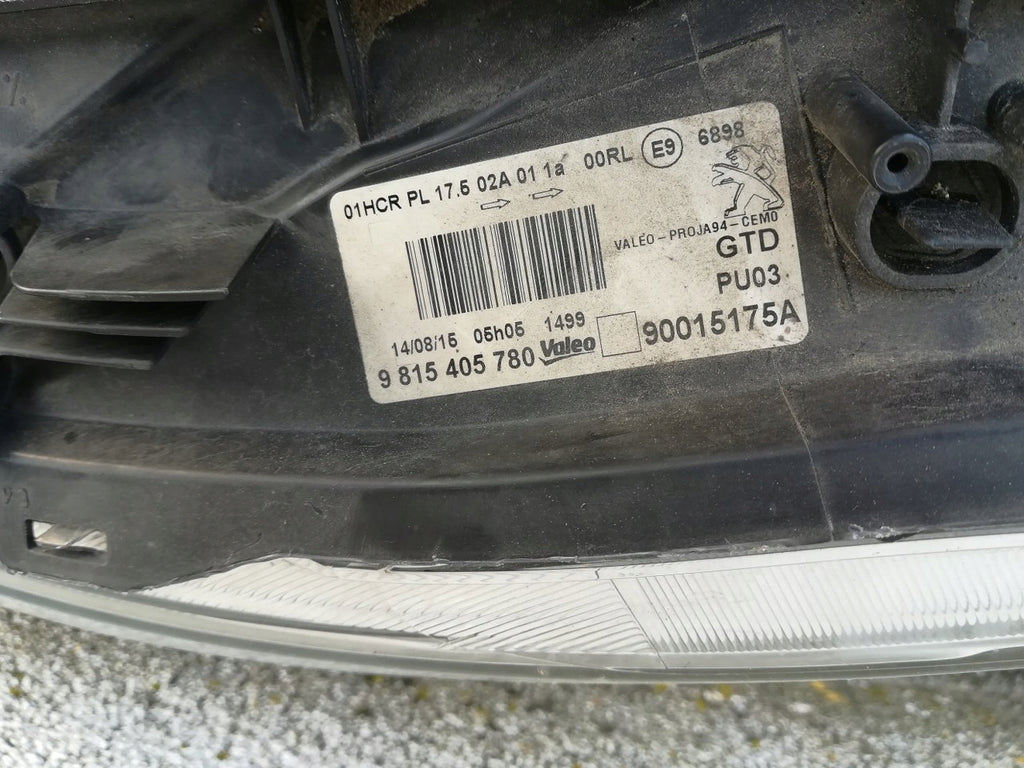 01HCR PL 17.5 02A 01 1a 00RL E9 6898
VALEO-PROJA94-CEMO
GTD
PU03
14/08/15 05h05 1499
9 815 405 780 Valeo 90015175A